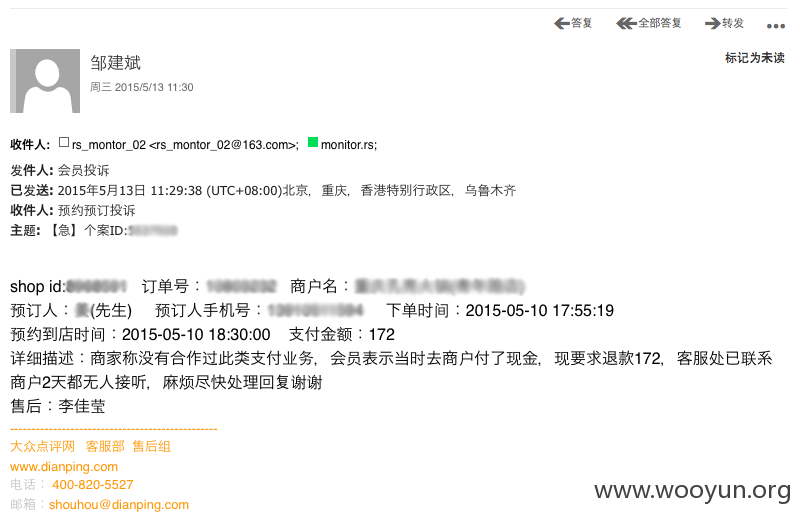 答复 全部答复 转发
邹建斌
标记为未读
周三 2015/5/13 11:30
收件人: rs_montor_02 <rs_montor_02@163.com>; monitor.rs;
发件人: 会员投诉
已发送: 2015年5月13日 11:29:38 (UTC+08:00)北京，重庆，香港特别行政区，乌鲁木齐
收件人: 预约预订投诉
主题: 【急】个案ID:
shop id: 订单号： 商户名：
预订人： (先生) 预订人手机号： 下单时间：2015-05-10 17:55:19
预约到店时间：2015-05-10 18:30:00 支付金额：172
详细描述：商家称没有合作过此类支付业务，会员表示当时去商户付了现金，现要求退款172，客服处已联系
商户2天都无人接听，麻烦尽快处理回复谢谢
售后：李佳莹
------------------------------------------------
大众点评网 客服部 售后组
www.dianping.com
电话： 400-820-5527
邮箱：shouhou@dianping.com
www.wooyun.org